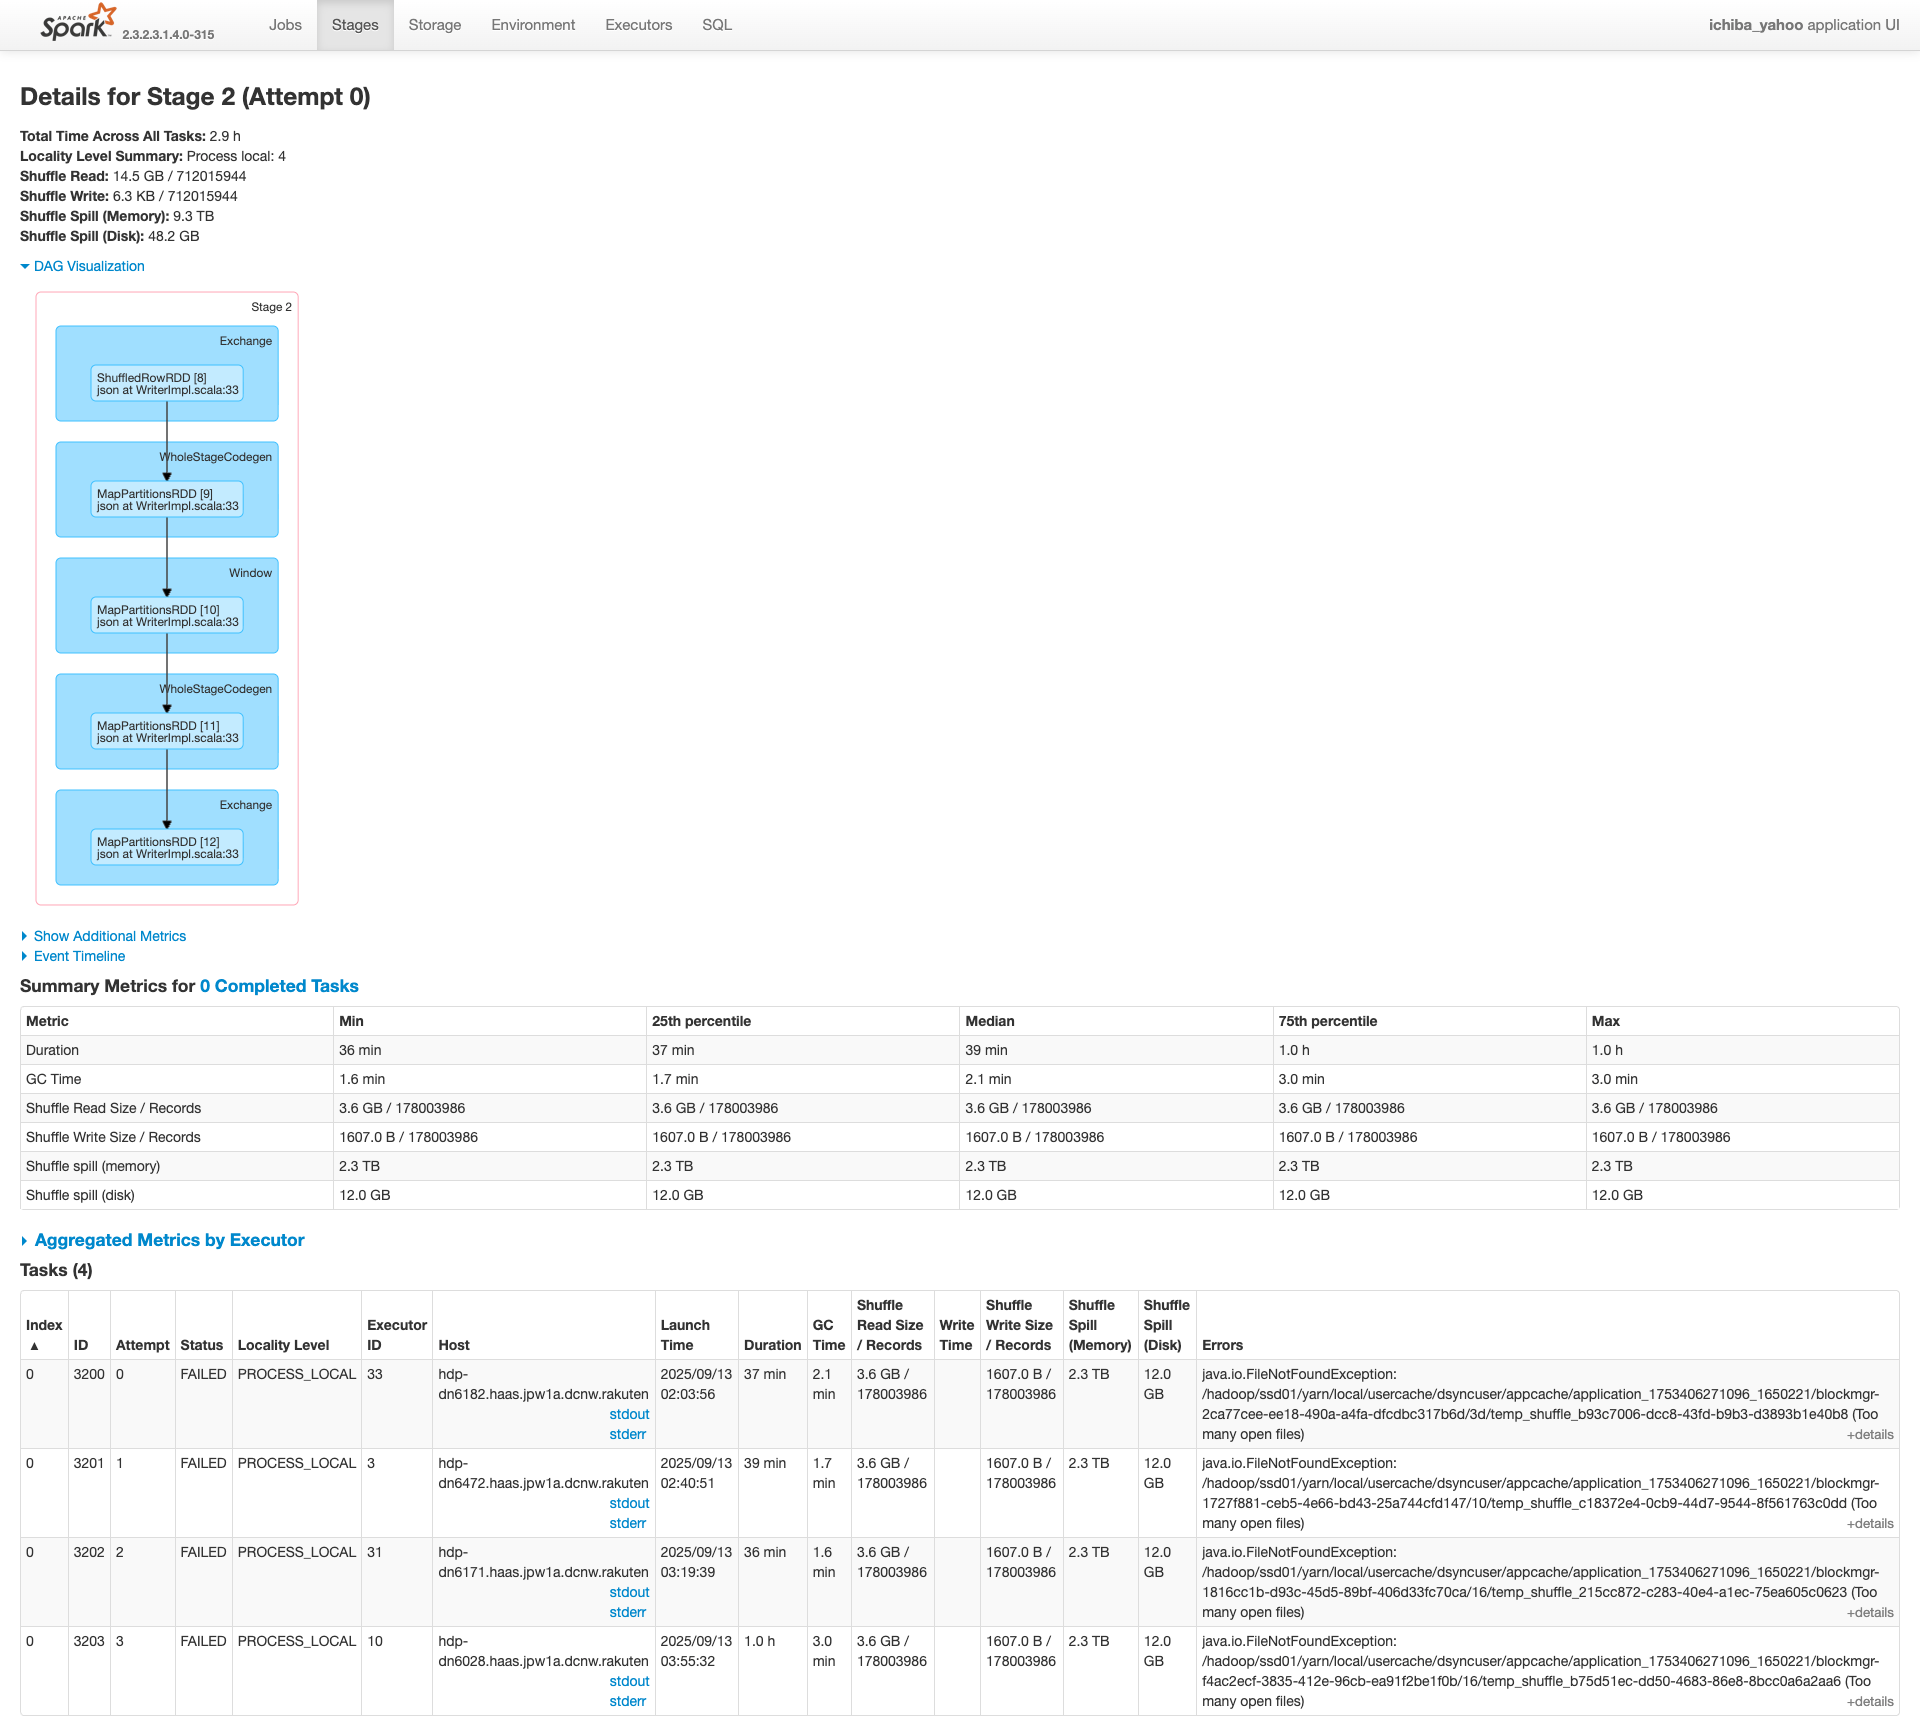 APACHE
Spark 2.3.2.3.1.4.0-315 Jobs Stages Storage Environment Executors SQL ichiba_yahoo application UI
Details for Stage 2 (Attempt 0)
Total Time Across All Tasks: 2.9 h
Locality Level Summary: Process local: 4
Shuffle Read: 14.5 GB / 712015944
Shuffle Write: 6.3 KB / 712015944
Shuffle Spill (Memory): 9.3 TB
Shuffle Spill (Disk): 48.2 GB
DAG Visualization
Stage 2
Exchange
ShuffledRowRDD [8]
json at WriterImpl.scala:33
WholeStageCodegen
MapPartitionsRDD [9]
json at WriterImpl.scala:33
Window
MapPartitionsRDD [10]
json at WriterImpl.scala:33
WholeStageCodegen
MapPartitionsRDD [11]
json at WriterImpl.scala:33
Exchange
MapPartitionsRDD [12]
json at WriterImpl.scala:33
Show Additional Metrics
Event Timeline
Summary Metrics for 0 Completed Tasks
Metric Min 25th percentile Median 75th percentile Max
Duration 36 min 37 min 39 min 1.0 h 1.0 h
GC Time 1.6 min 1.7 min 2.1 min 3.0 min 3.0 min
Shuffle Read Size / Records 3.6 GB / 178003986 3.6 GB / 178003986 3.6 GB / 178003986 3.6 GB / 178003986 3.6 GB / 178003986
Shuffle Write Size / Records 1607.0 B / 178003986 1607.0 B / 178003986 1607.0 B / 178003986 1607.0 B / 178003986 1607.0 B / 178003986
Shuffle spill (memory) 2.3 TB 2.3 TB 2.3 TB 2.3 TB 2.3 TB
Shuffle spill (disk) 12.0 GB 12.0 GB 12.0 GB 12.0 GB 12.0 GB
Aggregated Metrics by Executor
Tasks (4)
Shuffle Shuffle Shuffle Shuffle
Index Executor Launch GC Read Size Write Write Size Spill Spill
▲ ID Attempt Status Locality Level ID Host Time Duration Time / Records Time / Records (Memory) (Disk) Errors
0 3200 0 FAILED PROCESS_LOCAL 33 hdp- 2025/09/13 37 min 2.1 3.6 GB / 1607.0 B / 2.3 TB 12.0 java.io.FileNotFoundException:
dn6182.haas.jpw1a.dcnw.rakuten 02:03:56 min 178003986 178003986 GB /hadoop/ssd01/yarn/local/usercache/dsyncuser/appcache/application_1753406271096_1650221/blockmgr-
stdout 2ca77cee-ee18-490a-a4fa-dfcdbc317b6d/3d/temp_shuffle_b93c7006-dcc8-43fd-b9b3-d3893b1e40b8 (Too
stderr many open files) +details
0 3201 1 FAILED PROCESS_LOCAL 3 hdp- 2025/09/13 39 min 1.7 3.6 GB / 1607.0 B / 2.3 TB 12.0 java.io.FileNotFoundException:
dn6472.haas.jpw1a.dcnw.rakuten 02:40:51 min 178003986 178003986 GB /hadoop/ssd01/yarn/local/usercache/dsyncuser/appcache/application_1753406271096_1650221/blockmgr-
stdout 1727f881-ceb5-4e66-bd43-25a744cfd147/10/temp_shuffle_c18372e4-0cb9-44d7-9544-8f561763c0dd (Too
stderr many open files) +details
0 3202 2 FAILED PROCESS_LOCAL 31 hdp- 2025/09/13 36 min 1.6 3.6 GB / 1607.0 B / 2.3 TB 12.0 java.io.FileNotFoundException:
dn6171.haas.jpw1a.dcnw.rakuten 03:19:39 min 178003986 178003986 GB /hadoop/ssd01/yarn/local/usercache/dsyncuser/appcache/application_1753406271096_1650221/blockmgr-
stdout 1816cc1b-d93c-45d5-89bf-406d33fc70ca/16/temp_shuffle_215cc872-c283-40e4-a1ec-75ea605c0623 (Too
stderr many open files) +details
0 3203 3 FAILED PROCESS_LOCAL 10 hdp- 2025/09/13 1.0 h 3.0 3.6 GB / 1607.0 B / 2.3 TB 12.0 java.io.FileNotFoundException:
dn6028.haas.jpw1a.dcnw.rakuten 03:55:32 min 178003986 178003986 GB /hadoop/ssd01/yarn/local/usercache/dsyncuser/appcache/application_1753406271096_1650221/blockmgr-
stdout f4ac2ecf-3835-412e-96cb-ea91f2be1f0b/16/temp_shuffle_b75d51ec-dd50-4683-86e8-8bcc0a6a2aa6 (Too
stderr many open files) +details